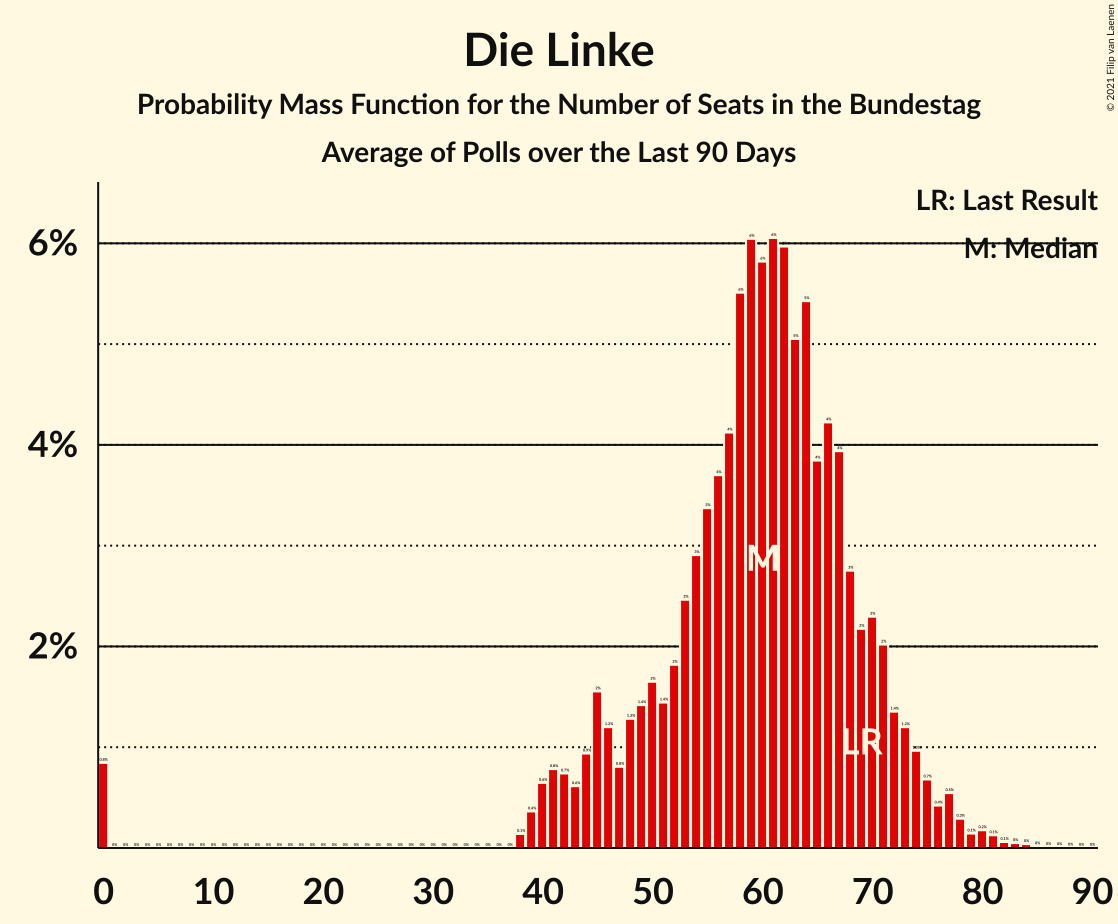 Die Linke
Probability Mass Function for the Number of Seats in the Bundestag
Average of Polls over the Last 90 Days
© 2021 Filip van Laenen
LR: Last Result
M: Median
6%
4%
2%
M
LR
0 10 20 30 40 50 60 70 80 90